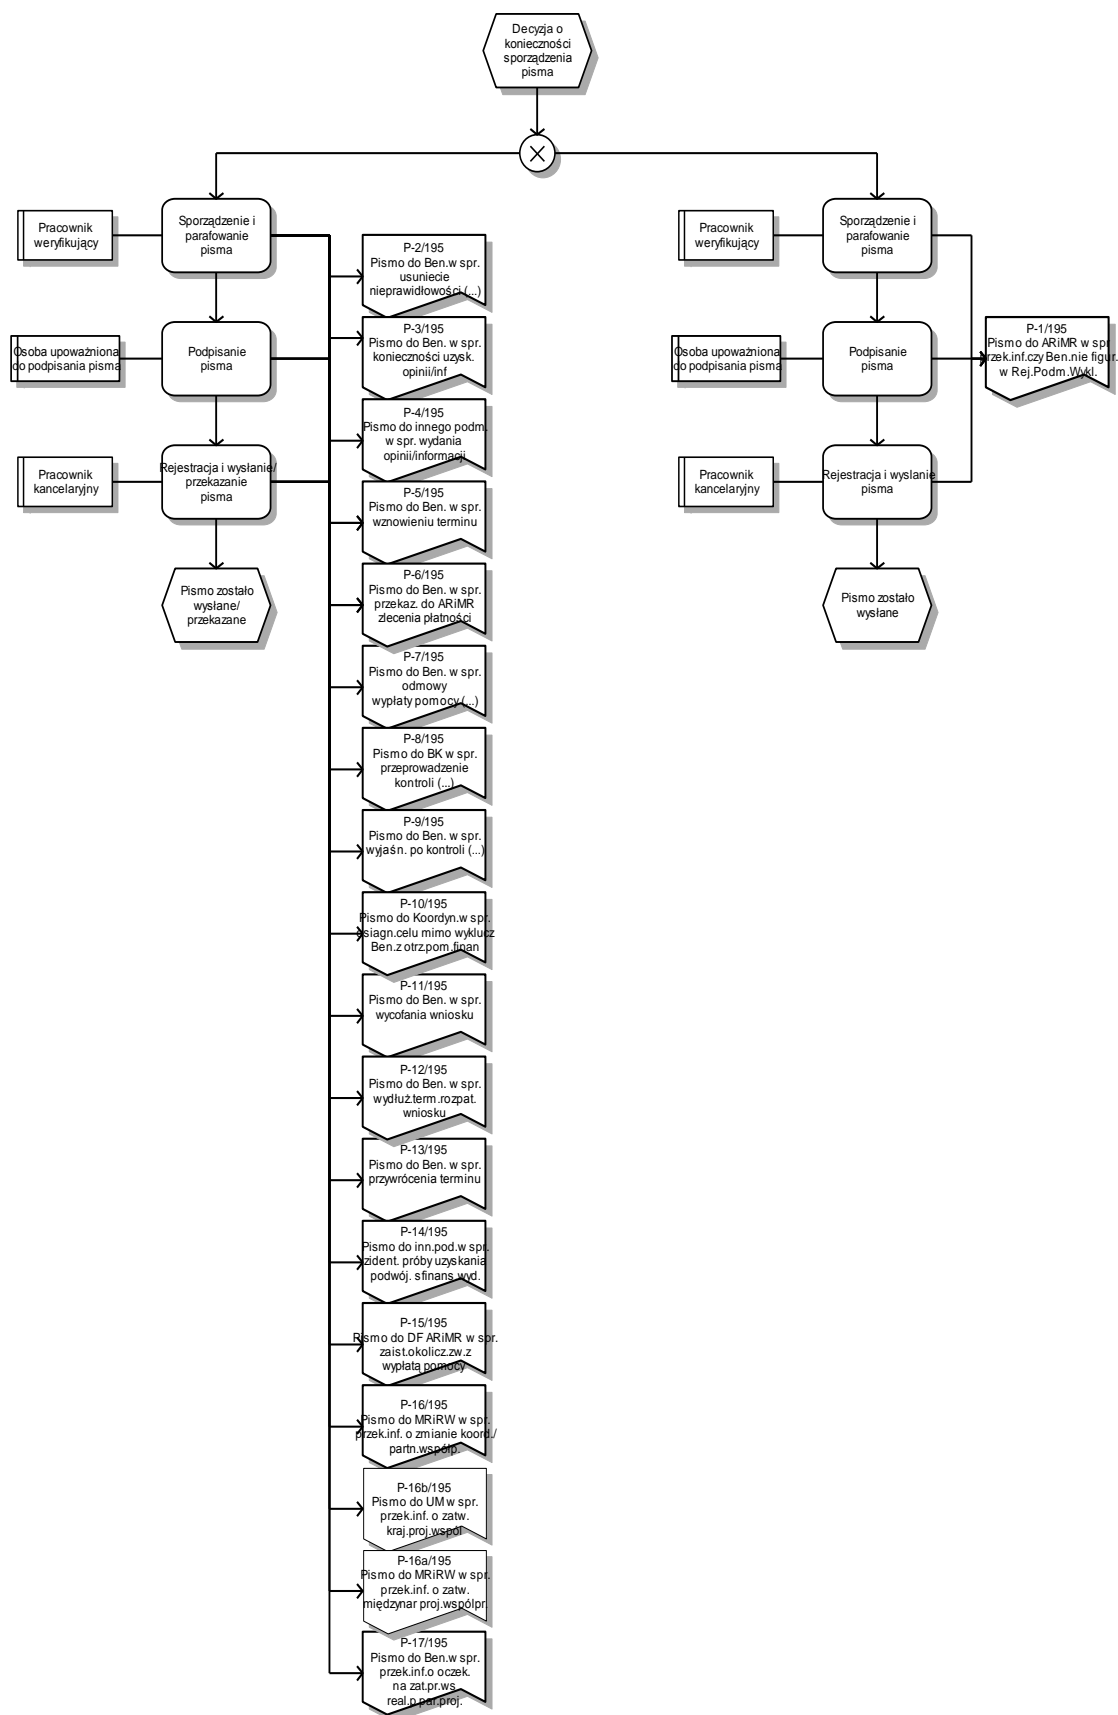 Decyzja o
konieczności
sporządzenia
pisma
Pracownik
weryfikujący
Sporządzenie i
parafowanie
pisma
Osoba upoważniona
do podpisania pisma
Podpisanie
pisma
Pracownik
kancelaryjny
Rejestracja i wysłanie/
przekazanie
pisma
Pismo zostało
wysłane/
przekazane
P-2/195
Pismo do Ben.w spr.
usuniecie
nieprawidłowości (...)
P-3/195
Pismo do Ben. w spr.
konieczności uzysk.
opinii/inf
P-4/195
Pismo do innego podm.
w spr. wydania
opinii/informacji
P-5/195
Pismo do Ben. w spr.
wznowieniu terminu
P-6/195
Pismo do Ben. w spr.
przekaz. do ARiMR
zlecenia płatności
P-7/195
Pismo do Ben. w spr.
odmowy
wypłaty pomocy (...)
P-8/195
Pismo do BK w spr.
przeprowadzenie
kontroli (...)
P-9/195
Pismo do Ben. w spr.
wyjaśn. po kontroli (...)
P-10/195
Pismo do Koordyn.w spr.
osiagn.celu mimo wyklucz
Ben.z otrz.pom.finan
P-11/195
Pismo do Ben. w spr.
wycofania wniosku
P-12/195
Pismo do Ben. w spr.
wydłuż.term.rozpat.
wniosku
P-13/195
Pismo do Ben. w spr.
przywrócenia terminu
P-14/195
Pismo do inn.pod.w spr.
zident. próby uzyskania
podwój. sfinans.wyd.
P-15/195
Pismo do DF ARiMR w spr.
zaist.okolicz.zw.z
wypłatą pomocy
P-16/195
Pismo do MRiRW w spr.
przek.inf. o zmianie koord./
partn.współp.
P-16b/195
Pismo do UM w spr.
przek.inf. o zatw.
kraj.proj.wspól
P-16a/195
Pismo do MRiRW w spr.
przek.inf. o zatw.
międzynar proj.wspólpr.
P-17/195
Pismo do Ben.w spr.
przek.inf.o oczek.
na zat.pr.ws.
real.p.par.proj.
Pracownik
weryfikujący
Sporządzenie i
parafowanie
pisma
Osoba upoważniona
do podpisania pisma
Podpisanie
pisma
Pracownik
kancelaryjny
Rejestracja i wyslanie
pisma
Pismo zostało
wysłane
P-1/195
Pismo do ARiMR w spr
przek.inf.czy Ben.nie figur.
w Rej.Podm.Wykl.